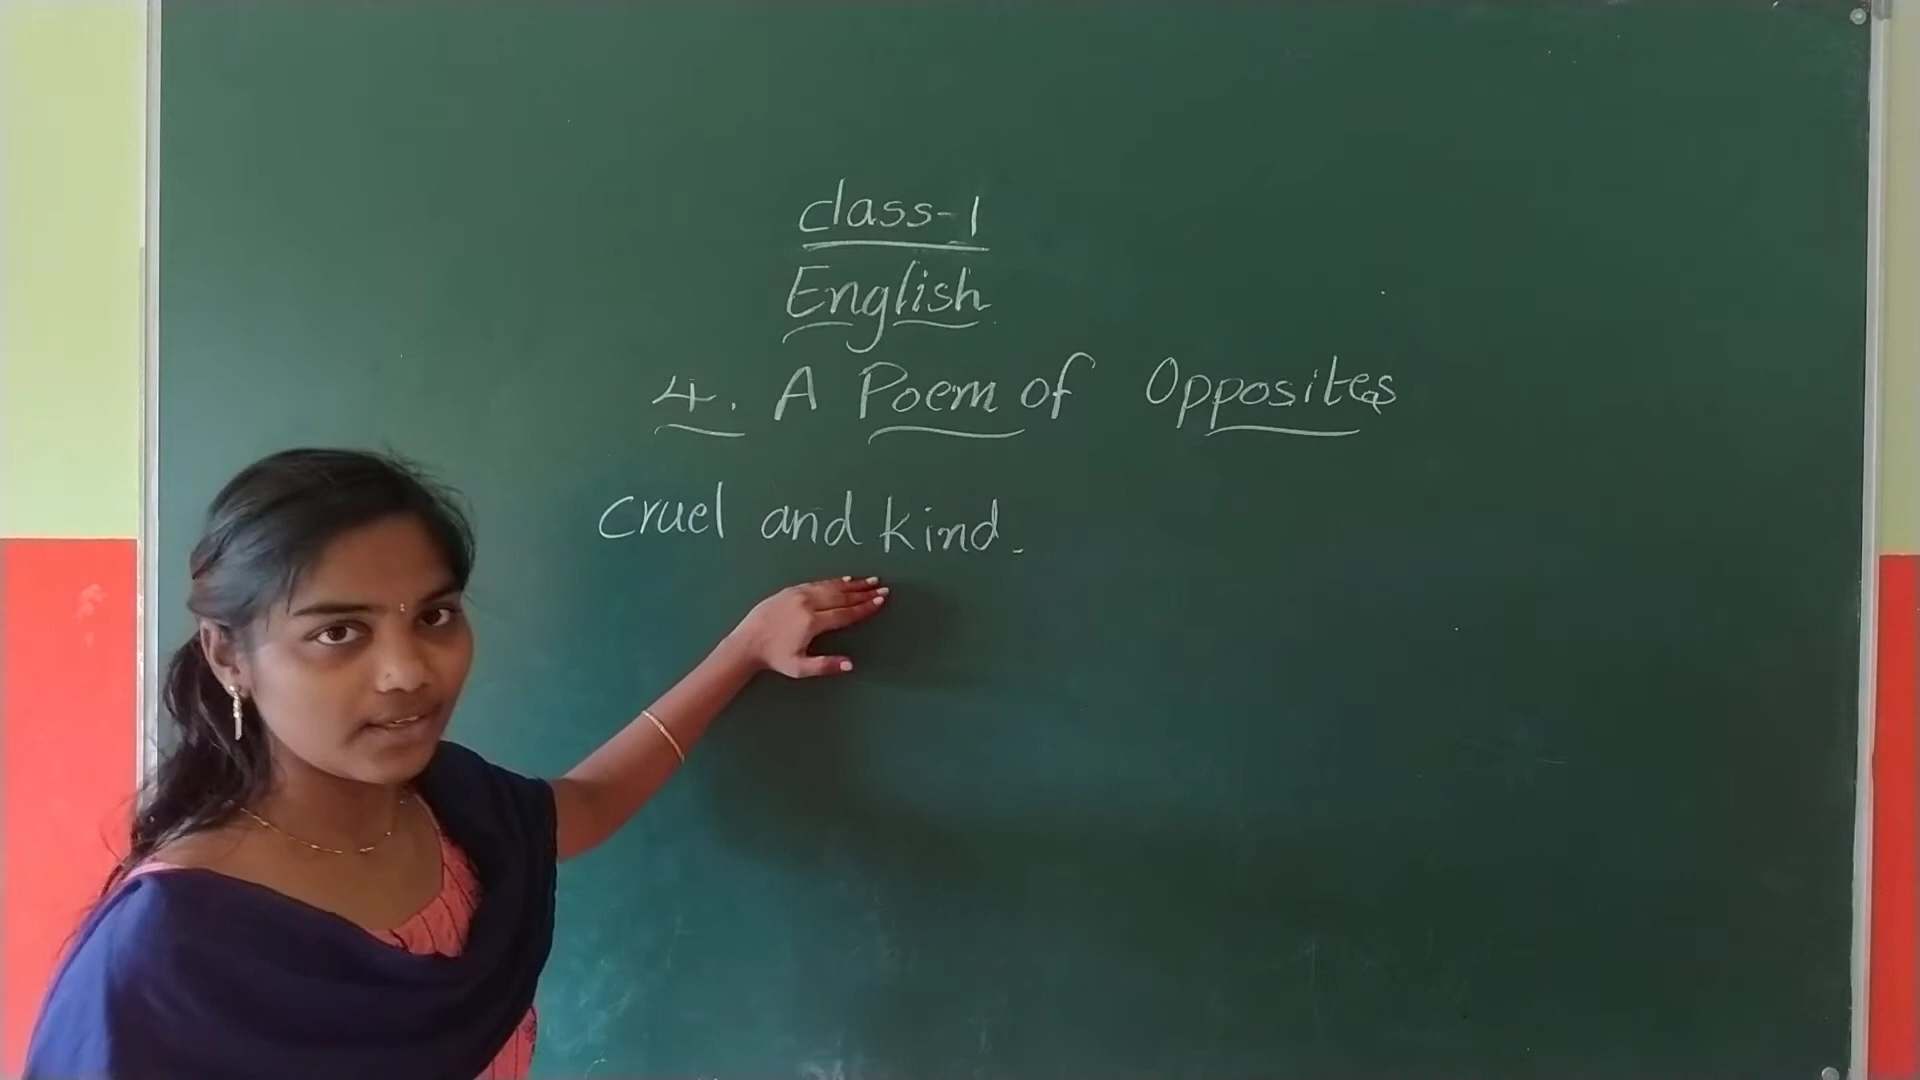 class-1
English
4. A Poem of Opposites
cruel and kind.